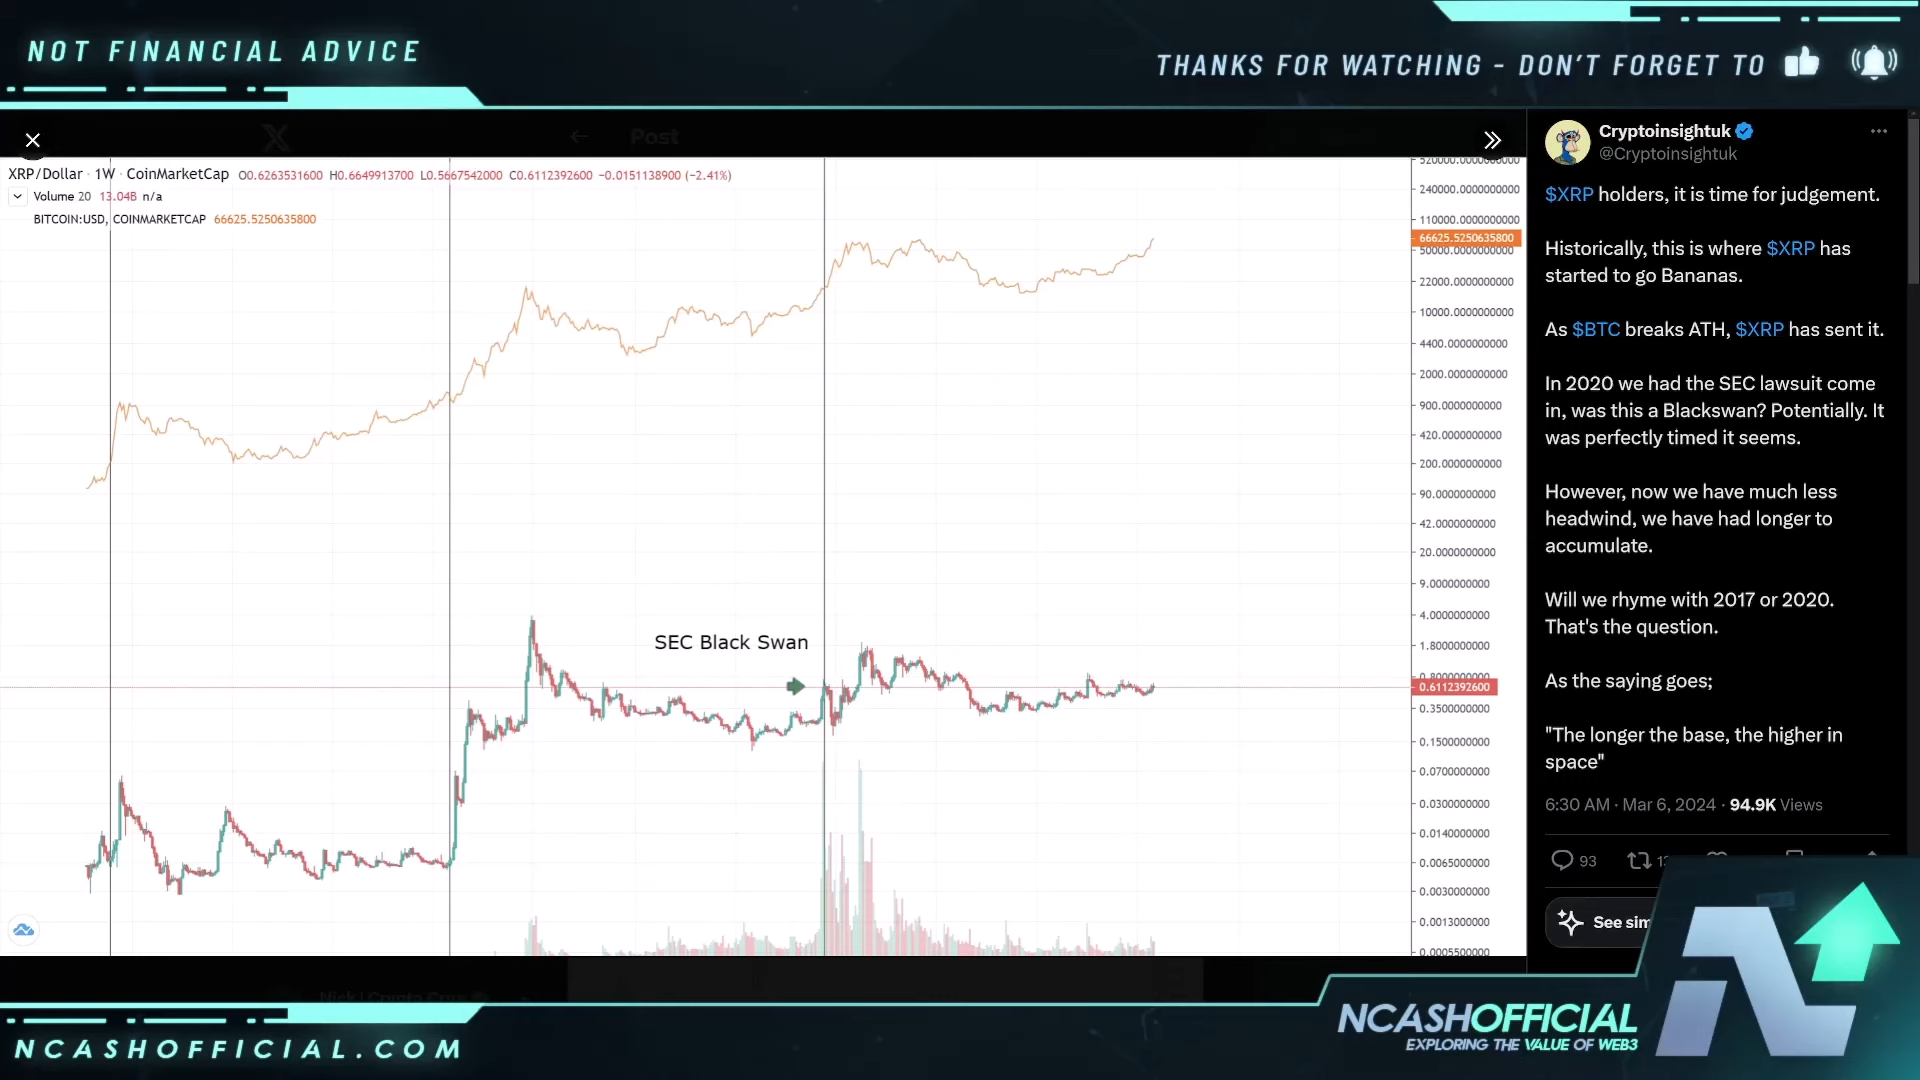 NOT FINANCIAL ADVICE
THANKS FOR WATCHING - DON'T FORGET TO
Post
XRP/Dollar · 1W · CoinMarketCap O0.6263531600 H0.6649913700 L0.5667542000 C0.6112392600 −0.0151138900 (−2.41%)
Volume 20 13.04B n/a
BITCOIN:USD, COINMARKETCAP 66625.5250635800
520000.0000000000
240000.0000000000
110000.0000000000
66625.5250635800
50000.0000000000
22000.0000000000
10000.0000000000
4400.0000000000
2000.0000000000
900.0000000000
420.0000000000
200.0000000000
90.0000000000
42.0000000000
20.0000000000
9.0000000000
4.0000000000
1.8000000000
0.8000000000
0.6112392600
0.3500000000
0.1500000000
0.0700000000
0.0300000000
0.0140000000
0.0065000000
0.0030000000
0.0013000000
0.0005500000
SEC Black Swan
Cryptoinsightuk
@Cryptoinsightuk
$XRP holders, it is time for judgement.
Historically, this is where $XRP has
started to go Bananas.
As $BTC breaks ATH, $XRP has sent it.
In 2020 we had the SEC lawsuit come
in, was this a Blackswan? Potentially. It
was perfectly timed it seems.
However, now we have much less
headwind, we have had longer to
accumulate.
Will we rhyme with 2017 or 2020.
That's the question.
As the saying goes;
"The longer the base, the higher in
space"
6:30 AM · Mar 6, 2024 · 94.9K Views
93
See
NCASHOFFICIAL
EXPLORING THE VALUE OF WEB3
NCASHOFFICIAL.COM